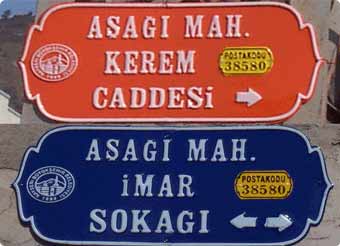 ASAGI MAH.
KEREM
POSTAKODU
38580
CADDESİ
ASAGI MAH.
İMAR
POSTAKODU
38580
SOKAGI